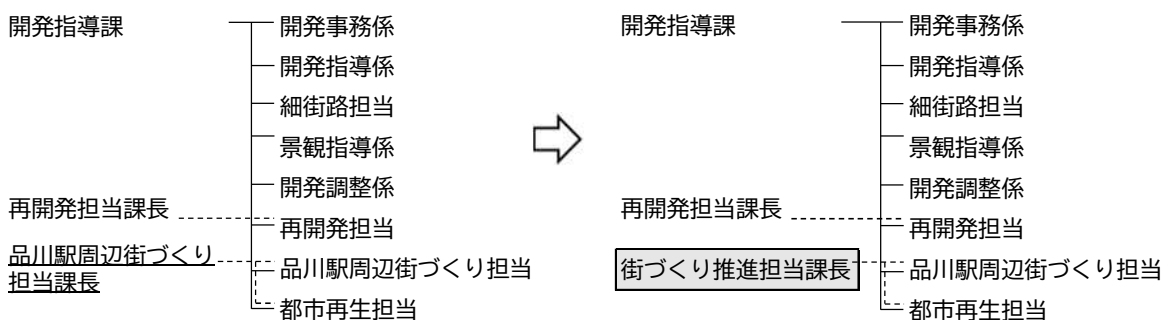 開発指導課
開発事務係
開発指導係
細街路担当
景観指導係
開発調整係
再開発担当課長
再開発担当
品川駅周辺街づくり
担当課長
品川駅周辺街づくり担当
都市再生担当
開発指導課
開発事務係
開発指導係
細街路担当
景観指導係
開発調整係
再開発担当課長
再開発担当
街づくり推進担当課長
品川駅周辺街づくり担当
都市再生担当